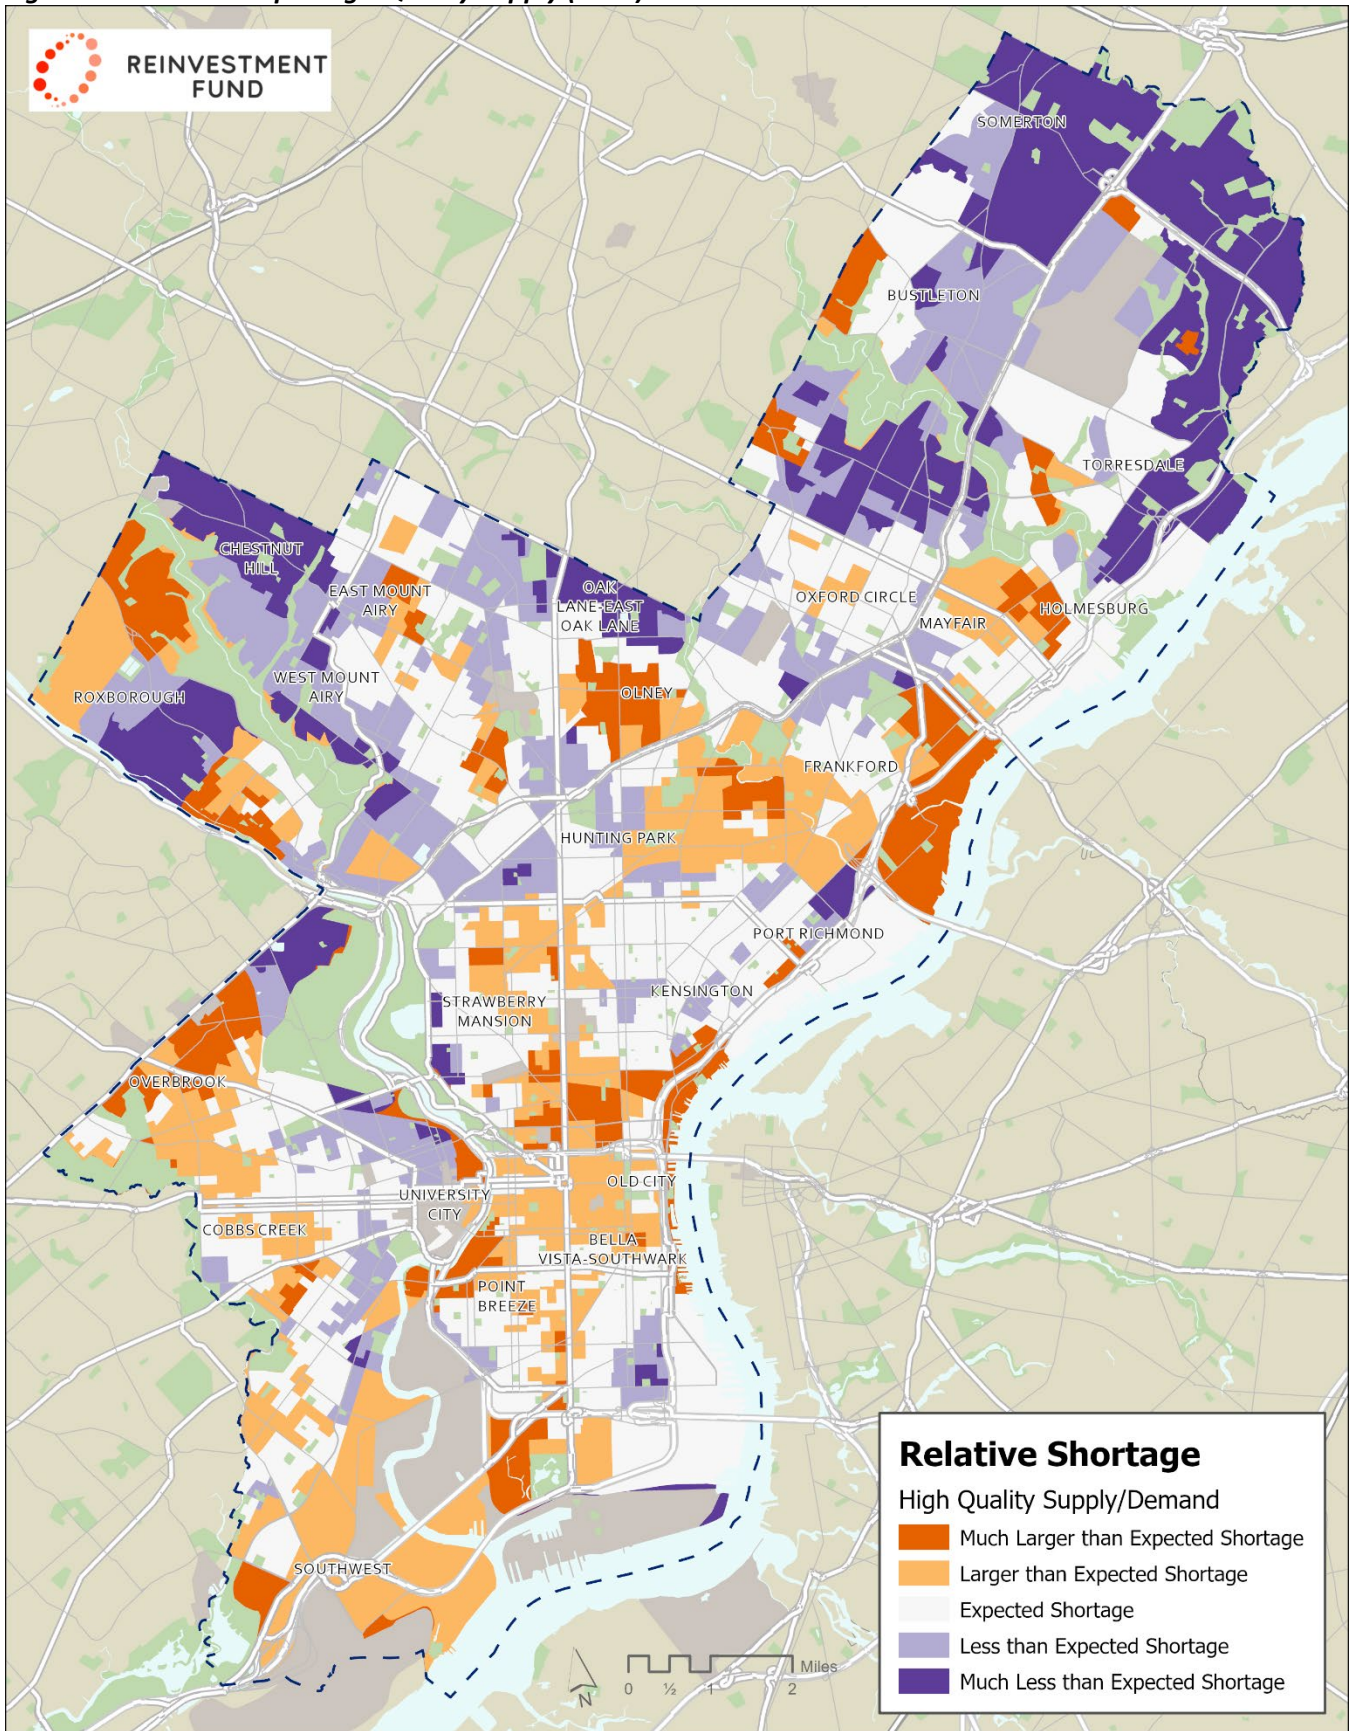 REINVESTMENT
FUND
SOMERTON
BUSTLETON
TORRESDALE
CHESTNUT
HILL
EAST MOUNT
AIRY
OAK
LANE-EAST
OAK LANE
OXFORD CIRCLE
HOLMESBURG
MAYFAIR
WEST MOUNT
AIRY
ROXBOROUGH
OLNEY
FRANKFORD
HUNTING PARK
PORT RICHMOND
KENSINGTON
STRAWBERRY
MANSION
OVERBROOK
OLD CITY
UNIVERSITY
CITY
COBBS CREEK
BELLA
VISTA-SOUTHWARK
POINT
BREEZE
SOUTHWEST
Relative Shortage
High Quality Supply/Demand
Much Larger than Expected Shortage
Larger than Expected Shortage
Expected Shortage
Less than Expected Shortage
Much Less than Expected Shortage
N
Miles
0 ½ 1 2